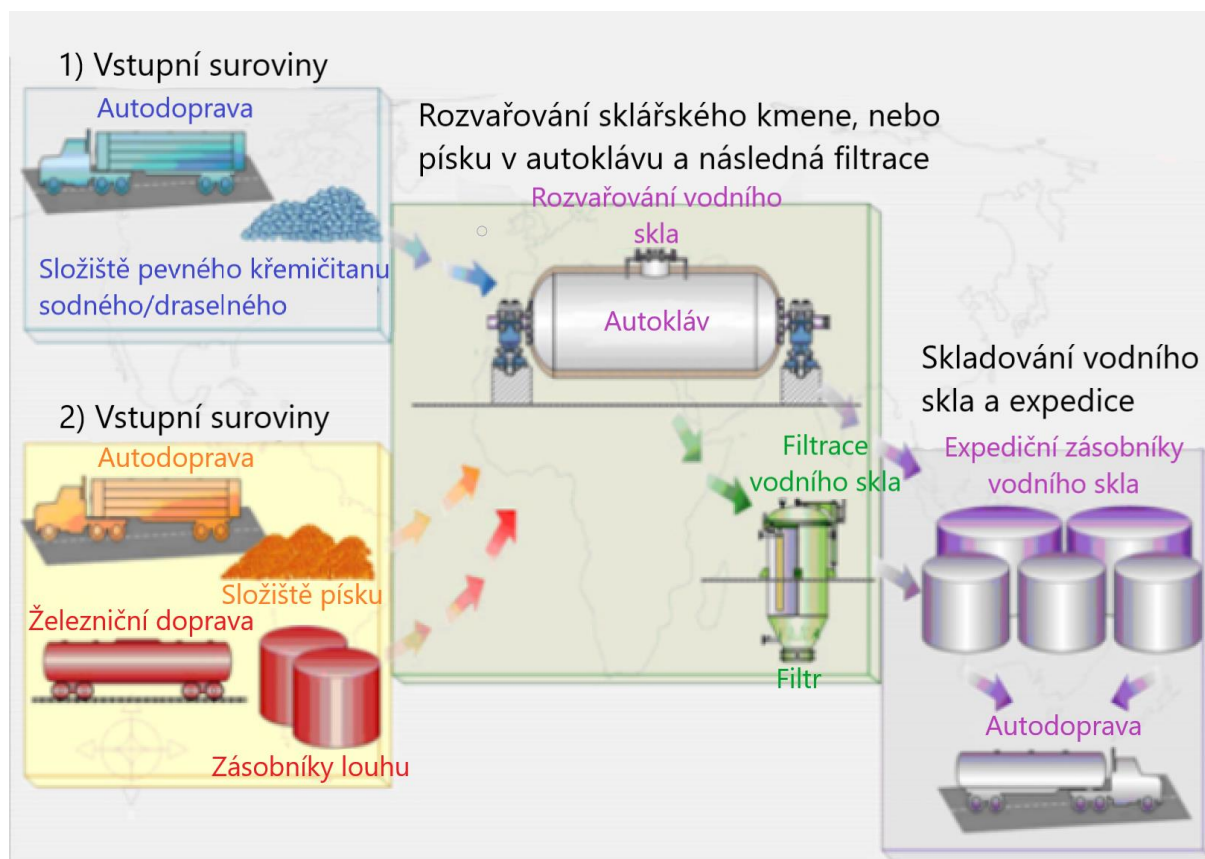 1) Vstupní suroviny
Autodoprava
Složiště pevného křemičitanu
sodného/draselného
2) Vstupní suroviny
Autodoprava
Složiště písku
Železniční doprava
Zásobníky louhu
Rozvařování sklářského kmene, nebo
písku v autoklávu a následná filtrace
Rozvařování vodního
skla
Autokláv
Filtrace
vodního skla
Filtr
Skladování vodního
skla a expedice
Expediční zásobníky
vodního skla
Autodoprava